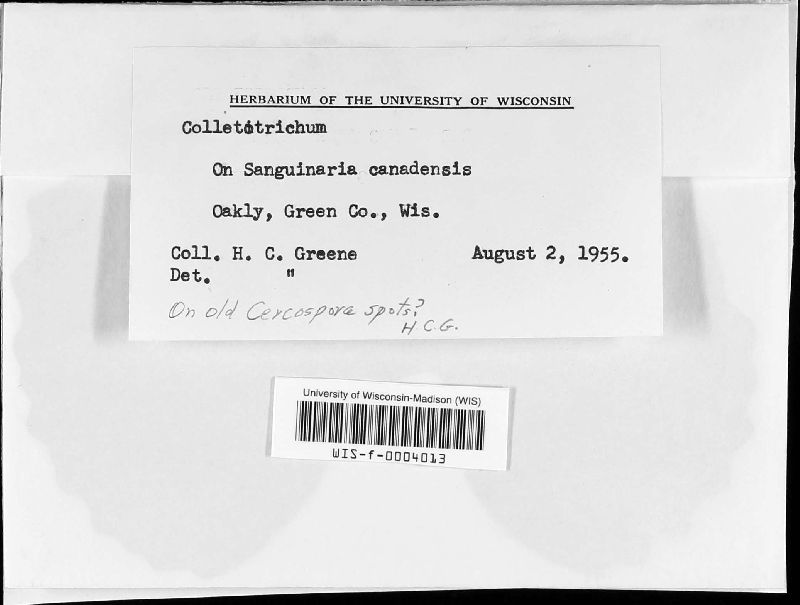 HERBARIUM OF THE UNIVERSITY OF WISCONSIN
Colletotrichum
On Sanguinaria canadensis
Oakly, Green Co., Wis.
Coll. H. C. Greene August 2, 1955.
Det. "
On old Cercospora spots?
H.C.G.
University of Wisconsin-Madison (WIS)
WIS-f-0004013